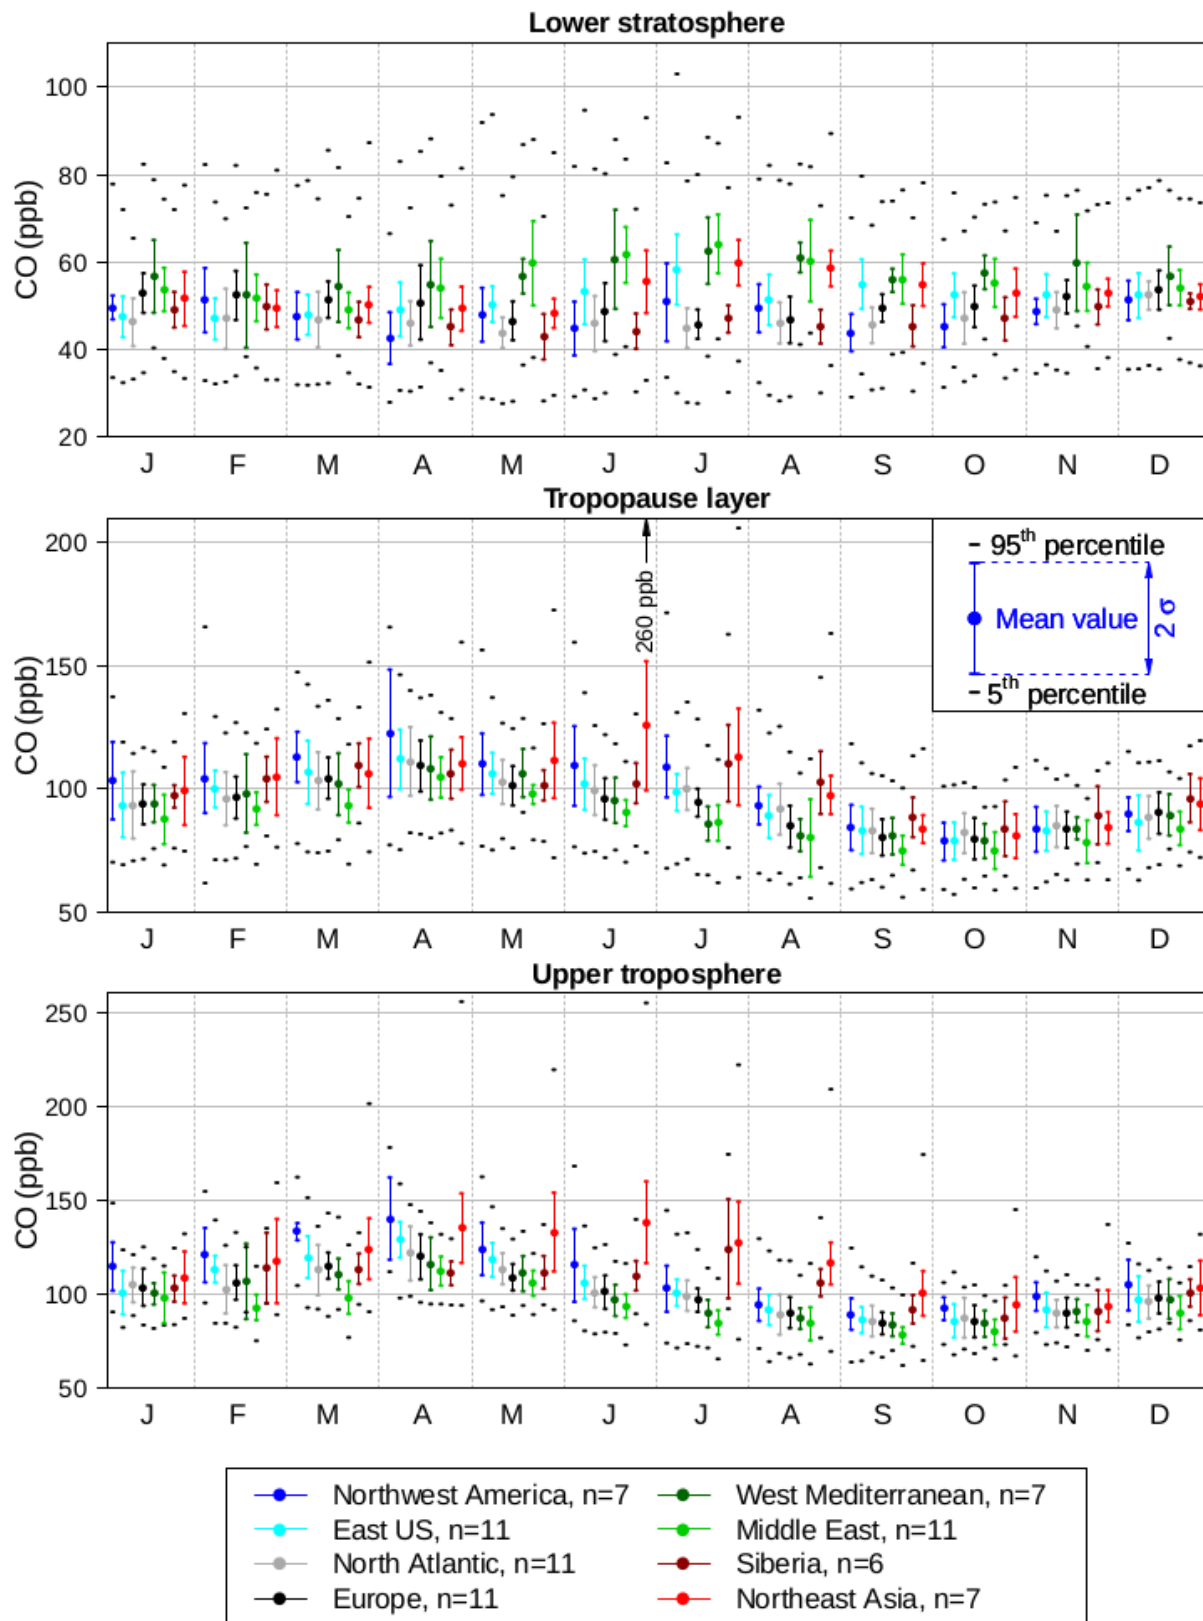 Lower stratosphere
CO (ppb)
100
80
60
40
20
J F M A M J J A S O N D
Tropopause layer
CO (ppb)
200
150
100
50
260 ppb
95th percentile
Mean value
2 σ
5th percentile
J F M A M J J A S O N D
Upper troposphere
CO (ppb)
250
200
150
100
50
J F M A M J J A S O N D
Northwest America, n=7
East US, n=11
North Atlantic, n=11
Europe, n=11
West Mediterranean, n=7
Middle East, n=11
Siberia, n=6
Northeast Asia, n=7